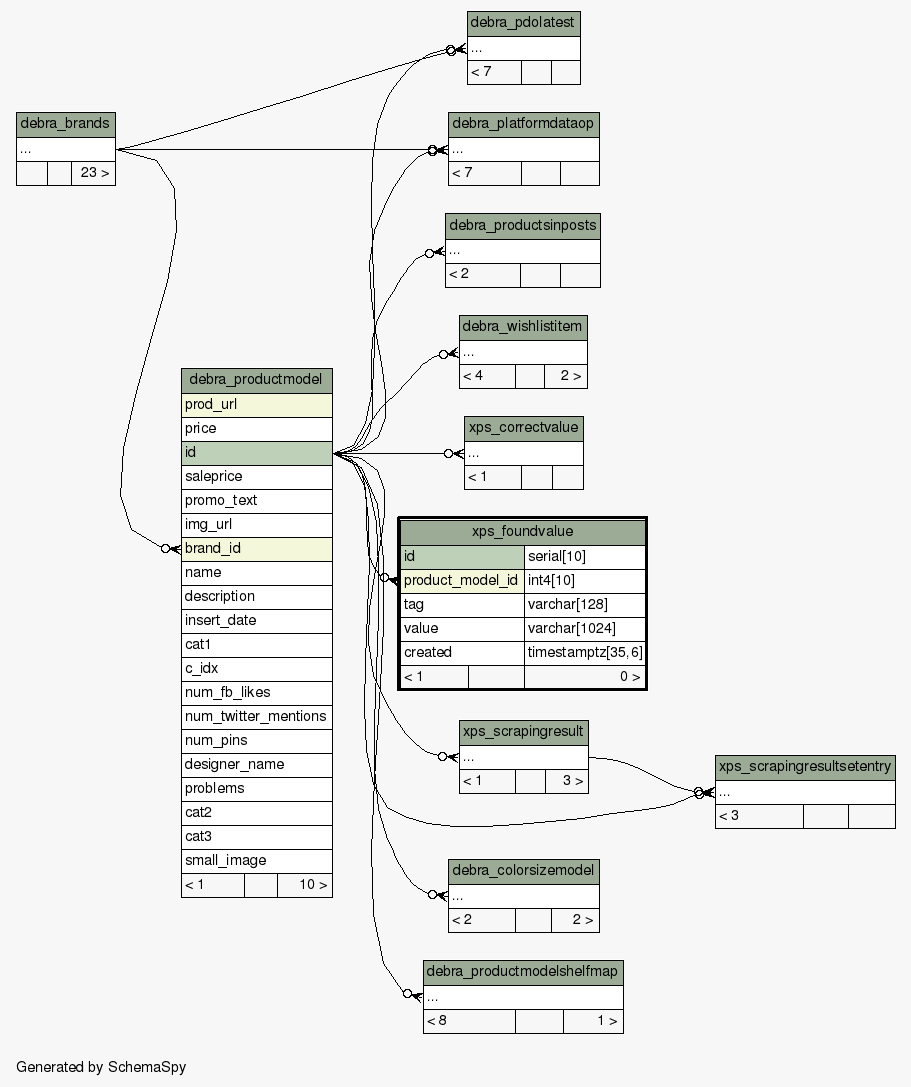 debra_pdolatest
...
< 7
debra_brands
...
23 >
debra_platformdataop
...
< 7
debra_productsinposts
...
< 2
debra_wishlistitem
...
< 4 2 >
debra_productmodel
prod_url
price
id
saleprice
promo_text
img_url
brand_id
name
description
insert_date
cat1
c_idx
num_fb_likes
num_twitter_mentions
num_pins
designer_name
problems
cat2
cat3
small_image
< 1 10 >
xps_correctvalue
...
< 1
xps_foundvalue
id serial[10]
product_model_id int4[10]
tag varchar[128]
value varchar[1024]
created timestamptz[35,6]
< 1 0 >
xps_scrapingresult
...
< 1 3 >
xps_scrapingresultsetentry
...
< 3
debra_colorsizemodel
...
< 2 2 >
debra_productmodelshelfmap
...
< 8 1 >
Generated by SchemaSpy